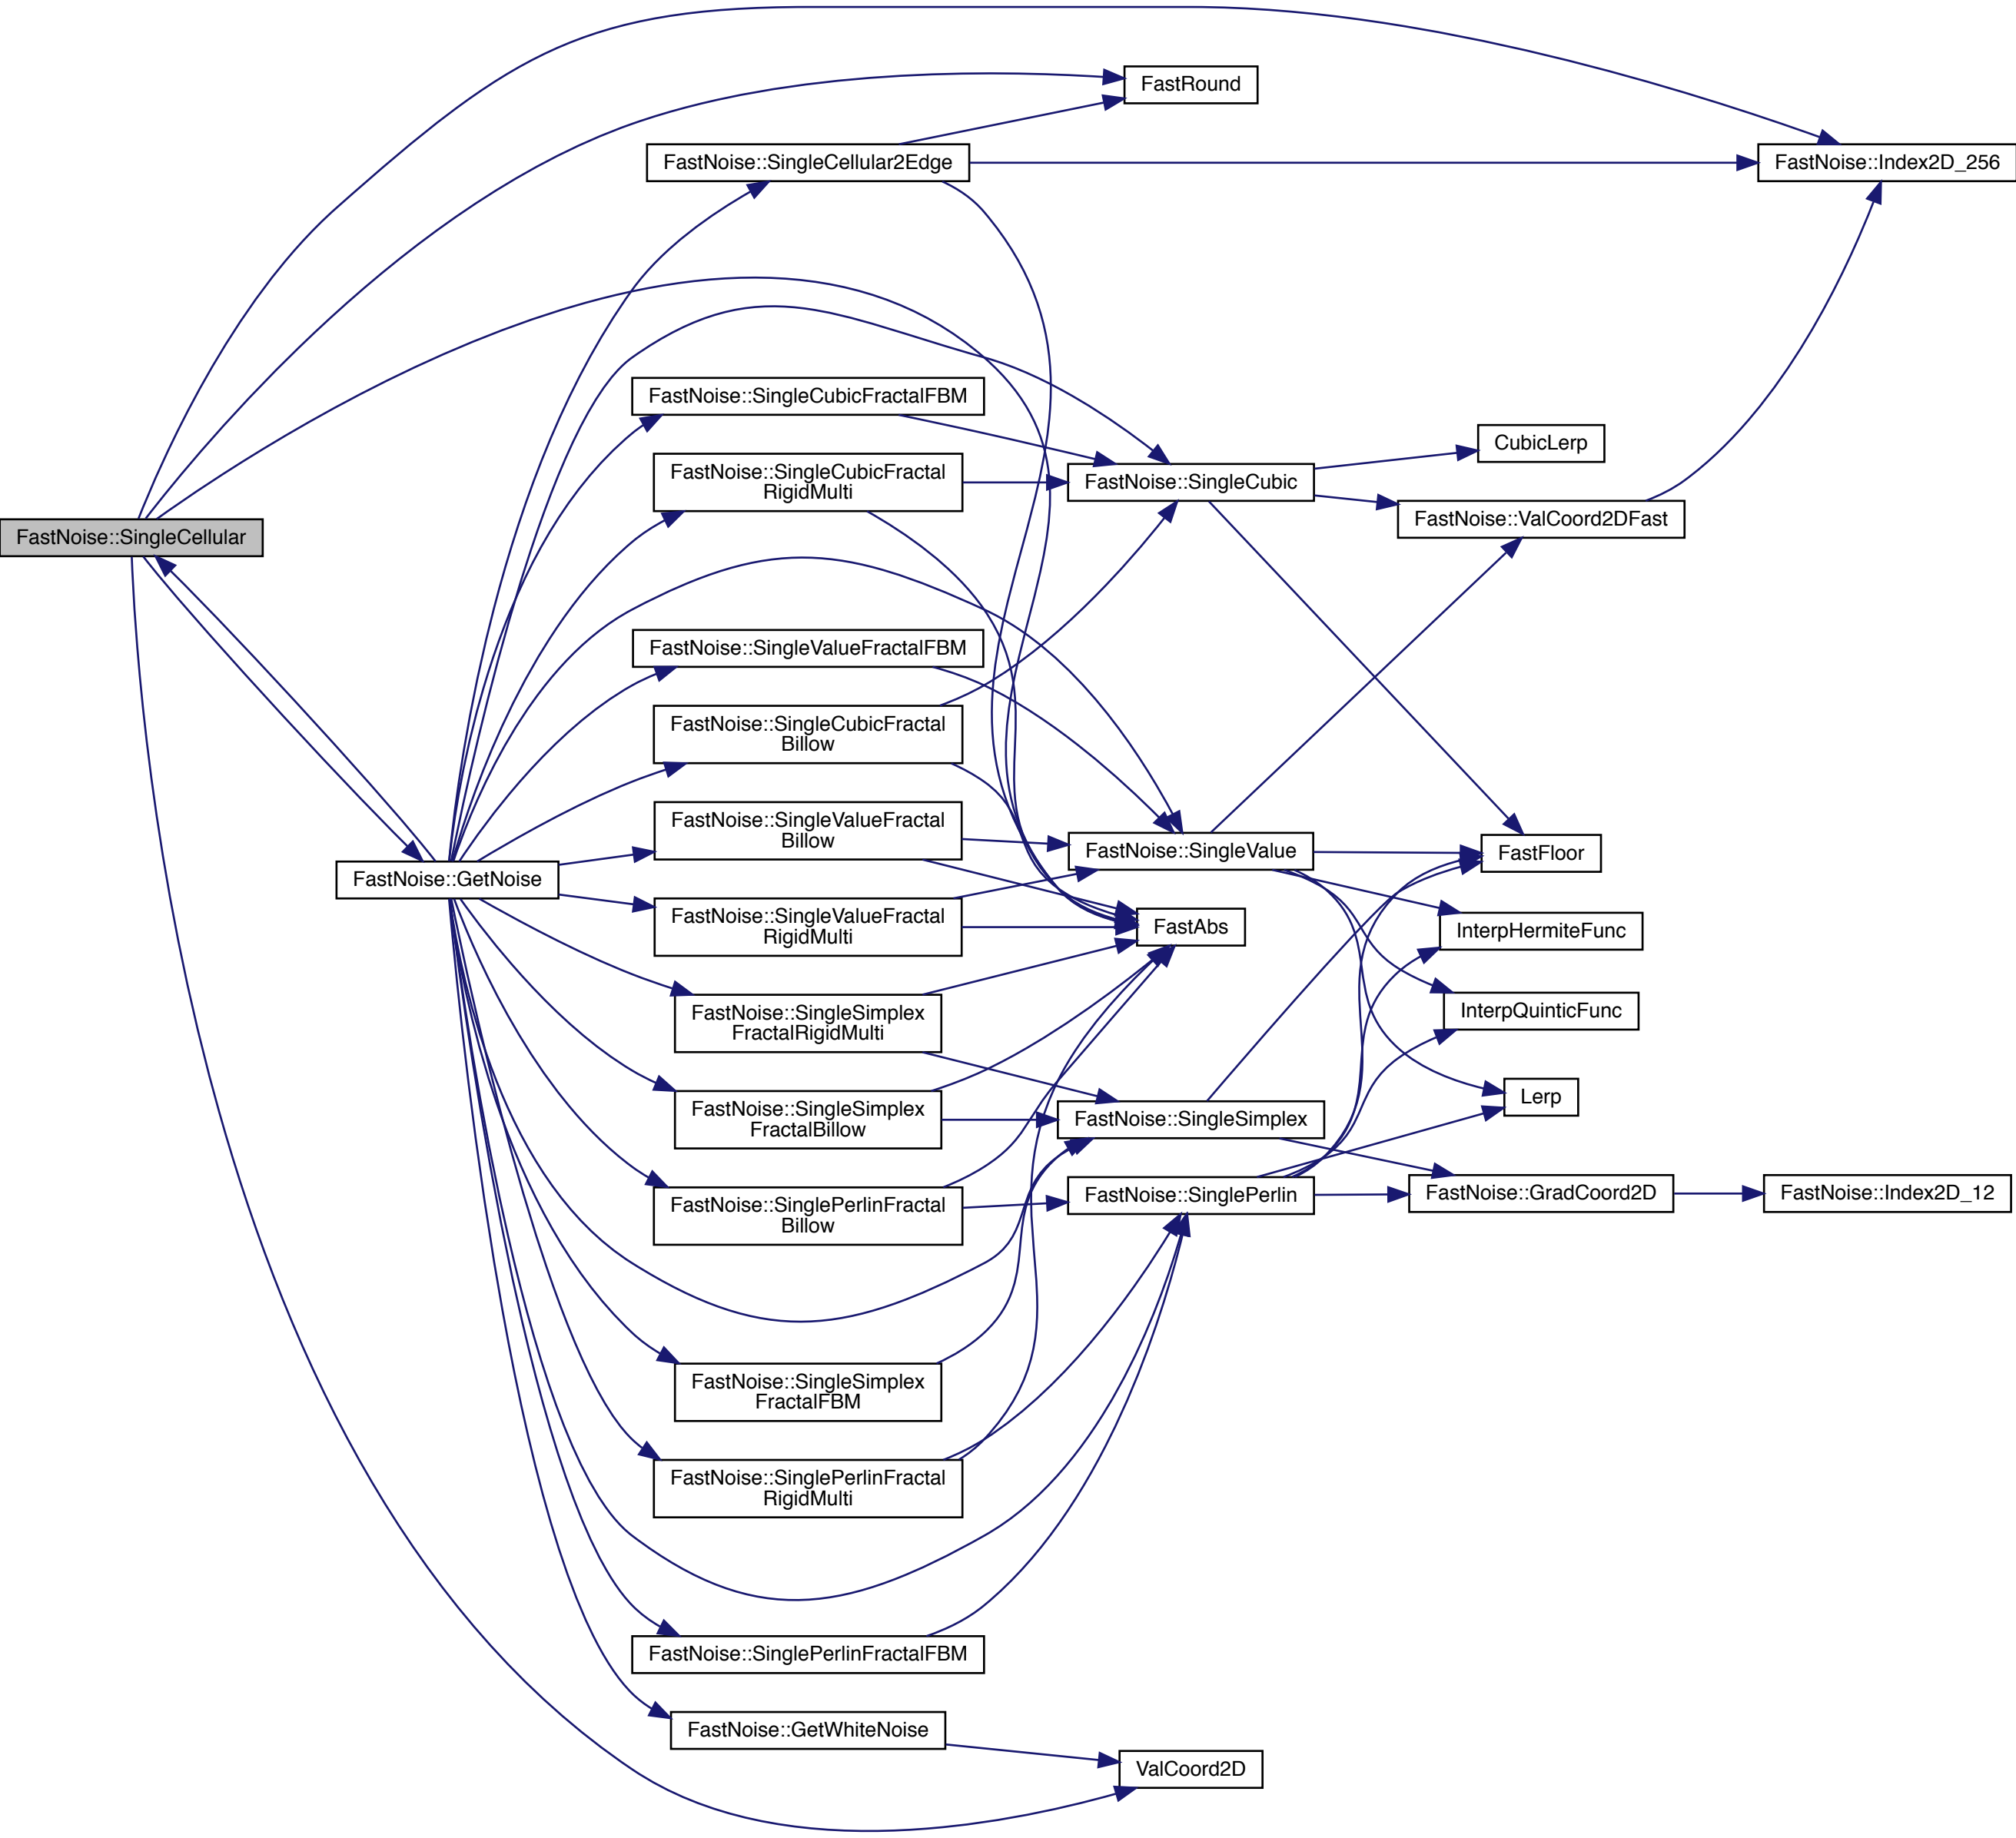 FastRound
FastNoise::SingleCellular2Edge
FastNoise::Index2D_256
FastNoise::SingleCubicFractalFBM
CubicLerp
FastNoise::SingleCubicFractal
RigidMulti
FastNoise::SingleCubic
FastNoise::ValCoord2DFast
FastNoise::SingleCellular
FastNoise::SingleValueFractalFBM
FastNoise::SingleCubicFractal
Billow
FastNoise::SingleValueFractal
Billow
FastNoise::SingleValue
FastFloor
FastNoise::GetNoise
FastNoise::SingleValueFractal
RigidMulti
FastAbs
InterpHermiteFunc
FastNoise::SingleSimplex
FractalRigidMulti
InterpQuinticFunc
Lerp
FastNoise::SingleSimplex
FractalBillow
FastNoise::SingleSimplex
FastNoise::SinglePerlinFractal
Billow
FastNoise::SinglePerlin
FastNoise::GradCoord2D
FastNoise::Index2D_12
FastNoise::SingleSimplex
FractalFBM
FastNoise::SinglePerlinFractal
RigidMulti
FastNoise::SinglePerlinFractalFBM
FastNoise::GetWhiteNoise
ValCoord2D